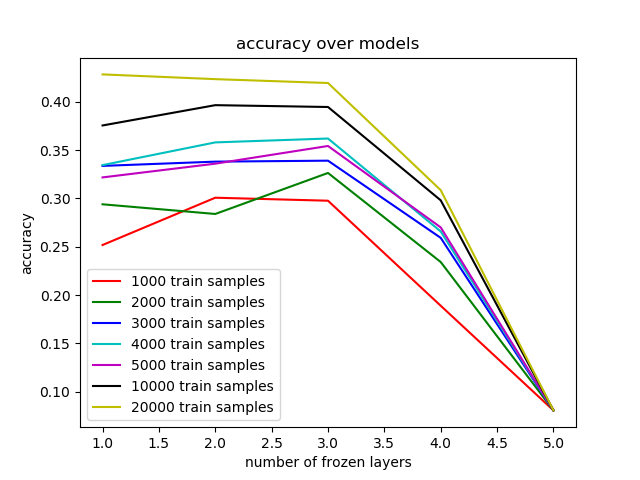 accuracy over models
accuracy
0.40
0.35
0.30
0.25
0.20
0.15
0.10
1000 train samples
2000 train samples
3000 train samples
4000 train samples
5000 train samples
10000 train samples
20000 train samples
1.0 1.5 2.0 2.5 3.0 3.5 4.0 4.5 5.0
number of frozen layers